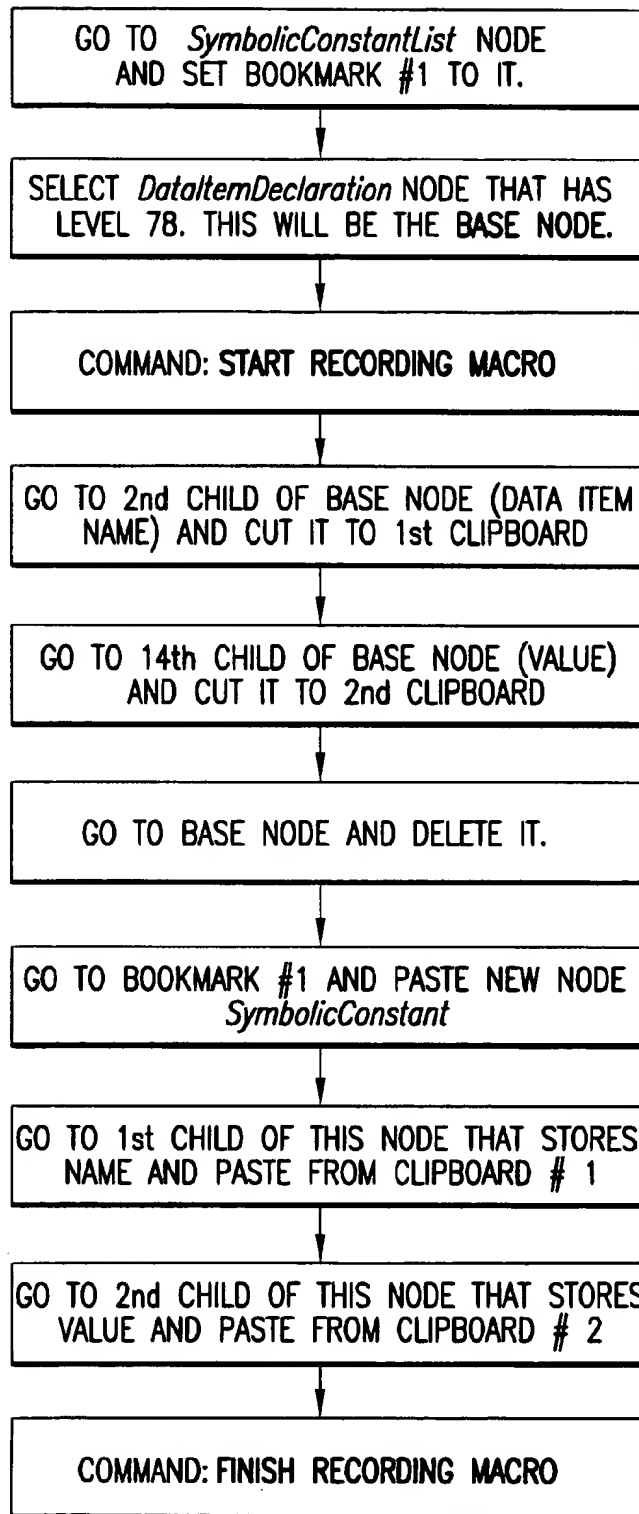 GO TO SymbolicConstantList NODE
AND SET BOOKMARK #1 TO IT.
SELECT DataItemDeclaration NODE THAT HAS
LEVEL 78. THIS WILL BE THE BASE NODE.
COMMAND: START RECORDING MACRO
GO TO 2nd CHILD OF BASE NODE (DATA ITEM
NAME) AND CUT IT TO 1st CLIPBOARD
GO TO 14th CHILD OF BASE NODE (VALUE)
AND CUT IT TO 2nd CLIPBOARD
GO TO BASE NODE AND DELETE IT.
GO TO BOOKMARK #1 AND PASTE NEW NODE
SymbolicConstant
GO TO 1st CHILD OF THIS NODE THAT STORES
NAME AND PASTE FROM CLIPBOARD # 1
GO TO 2nd CHILD OF THIS NODE THAT STORES
VALUE AND PASTE FROM CLIPBOARD # 2
COMMAND: FINISH RECORDING MACRO